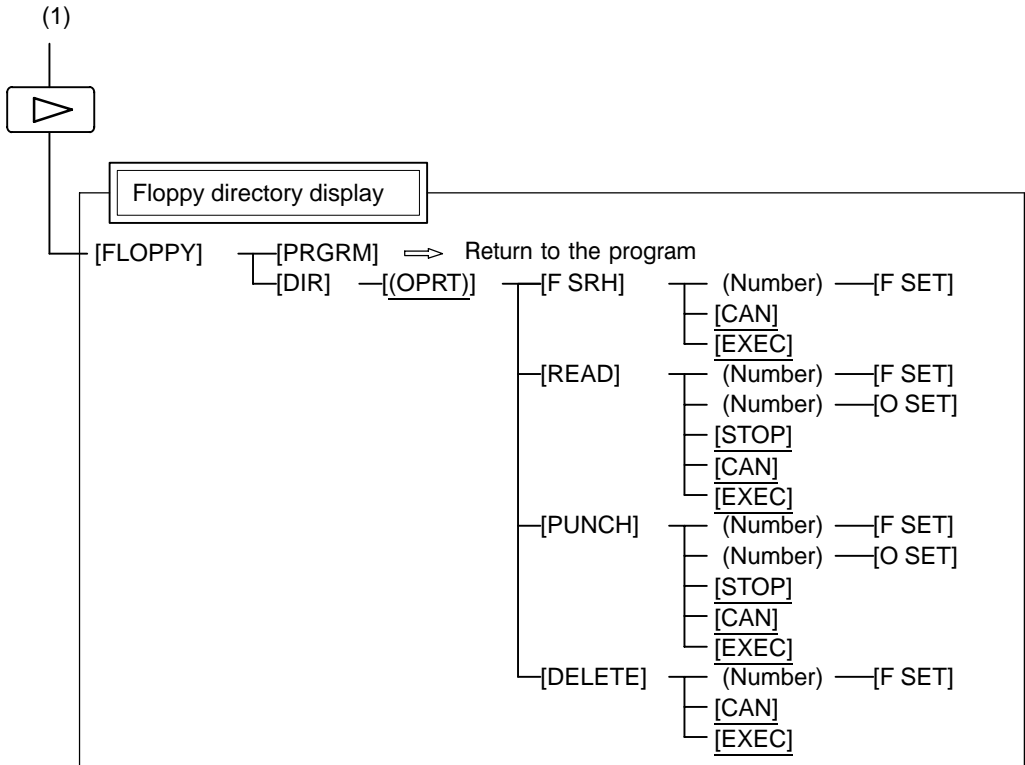 (1)
Floppy directory display
[FLOPPY] [PRGRM] Return to the program
[DIR] [(OPRT)] [F SRH] (Number) [F SET]
[CAN]
[EXEC]
[READ] (Number) [F SET]
(Number) [O SET]
[STOP]
[CAN]
[EXEC]
[PUNCH] (Number) [F SET]
(Number) [O SET]
[STOP]
[CAN]
[EXEC]
[DELETE] (Number) [F SET]
[CAN]
[EXEC]